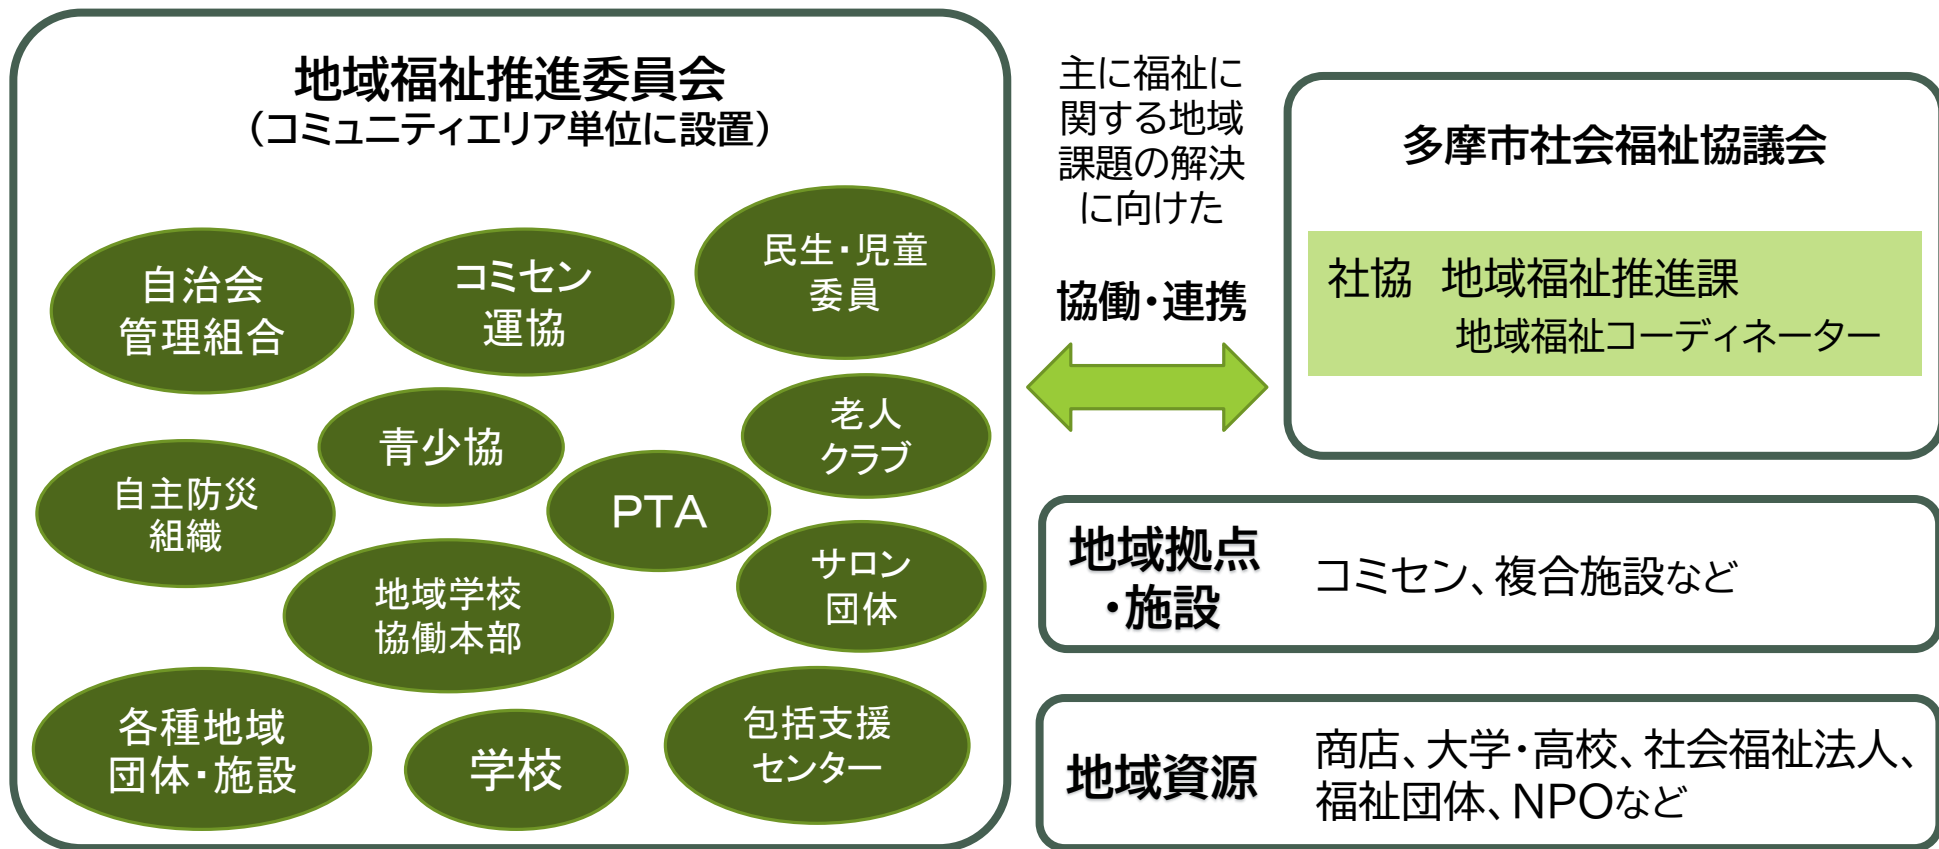 地域福祉推進委員会
（コミュニティエリア単位に設置）
自治会
管理組合
コミセン
運協
民生・児童
委員
青少協
老人
クラブ
自主防災
組織
PTA
サロン
団体
地域学校
協働本部
各種地域
団体・施設
学校
包括支援
センター
主に福祉に
関する地域
課題の解決
に向けた
協働・連携
多摩市社会福祉協議会
社協　地域福祉推進課
地域福祉コーディネーター
地域拠点
・施設
コミセン、複合施設など
地域資源
商店、大学・高校、社会福祉法人、
福祉団体、NPOなど